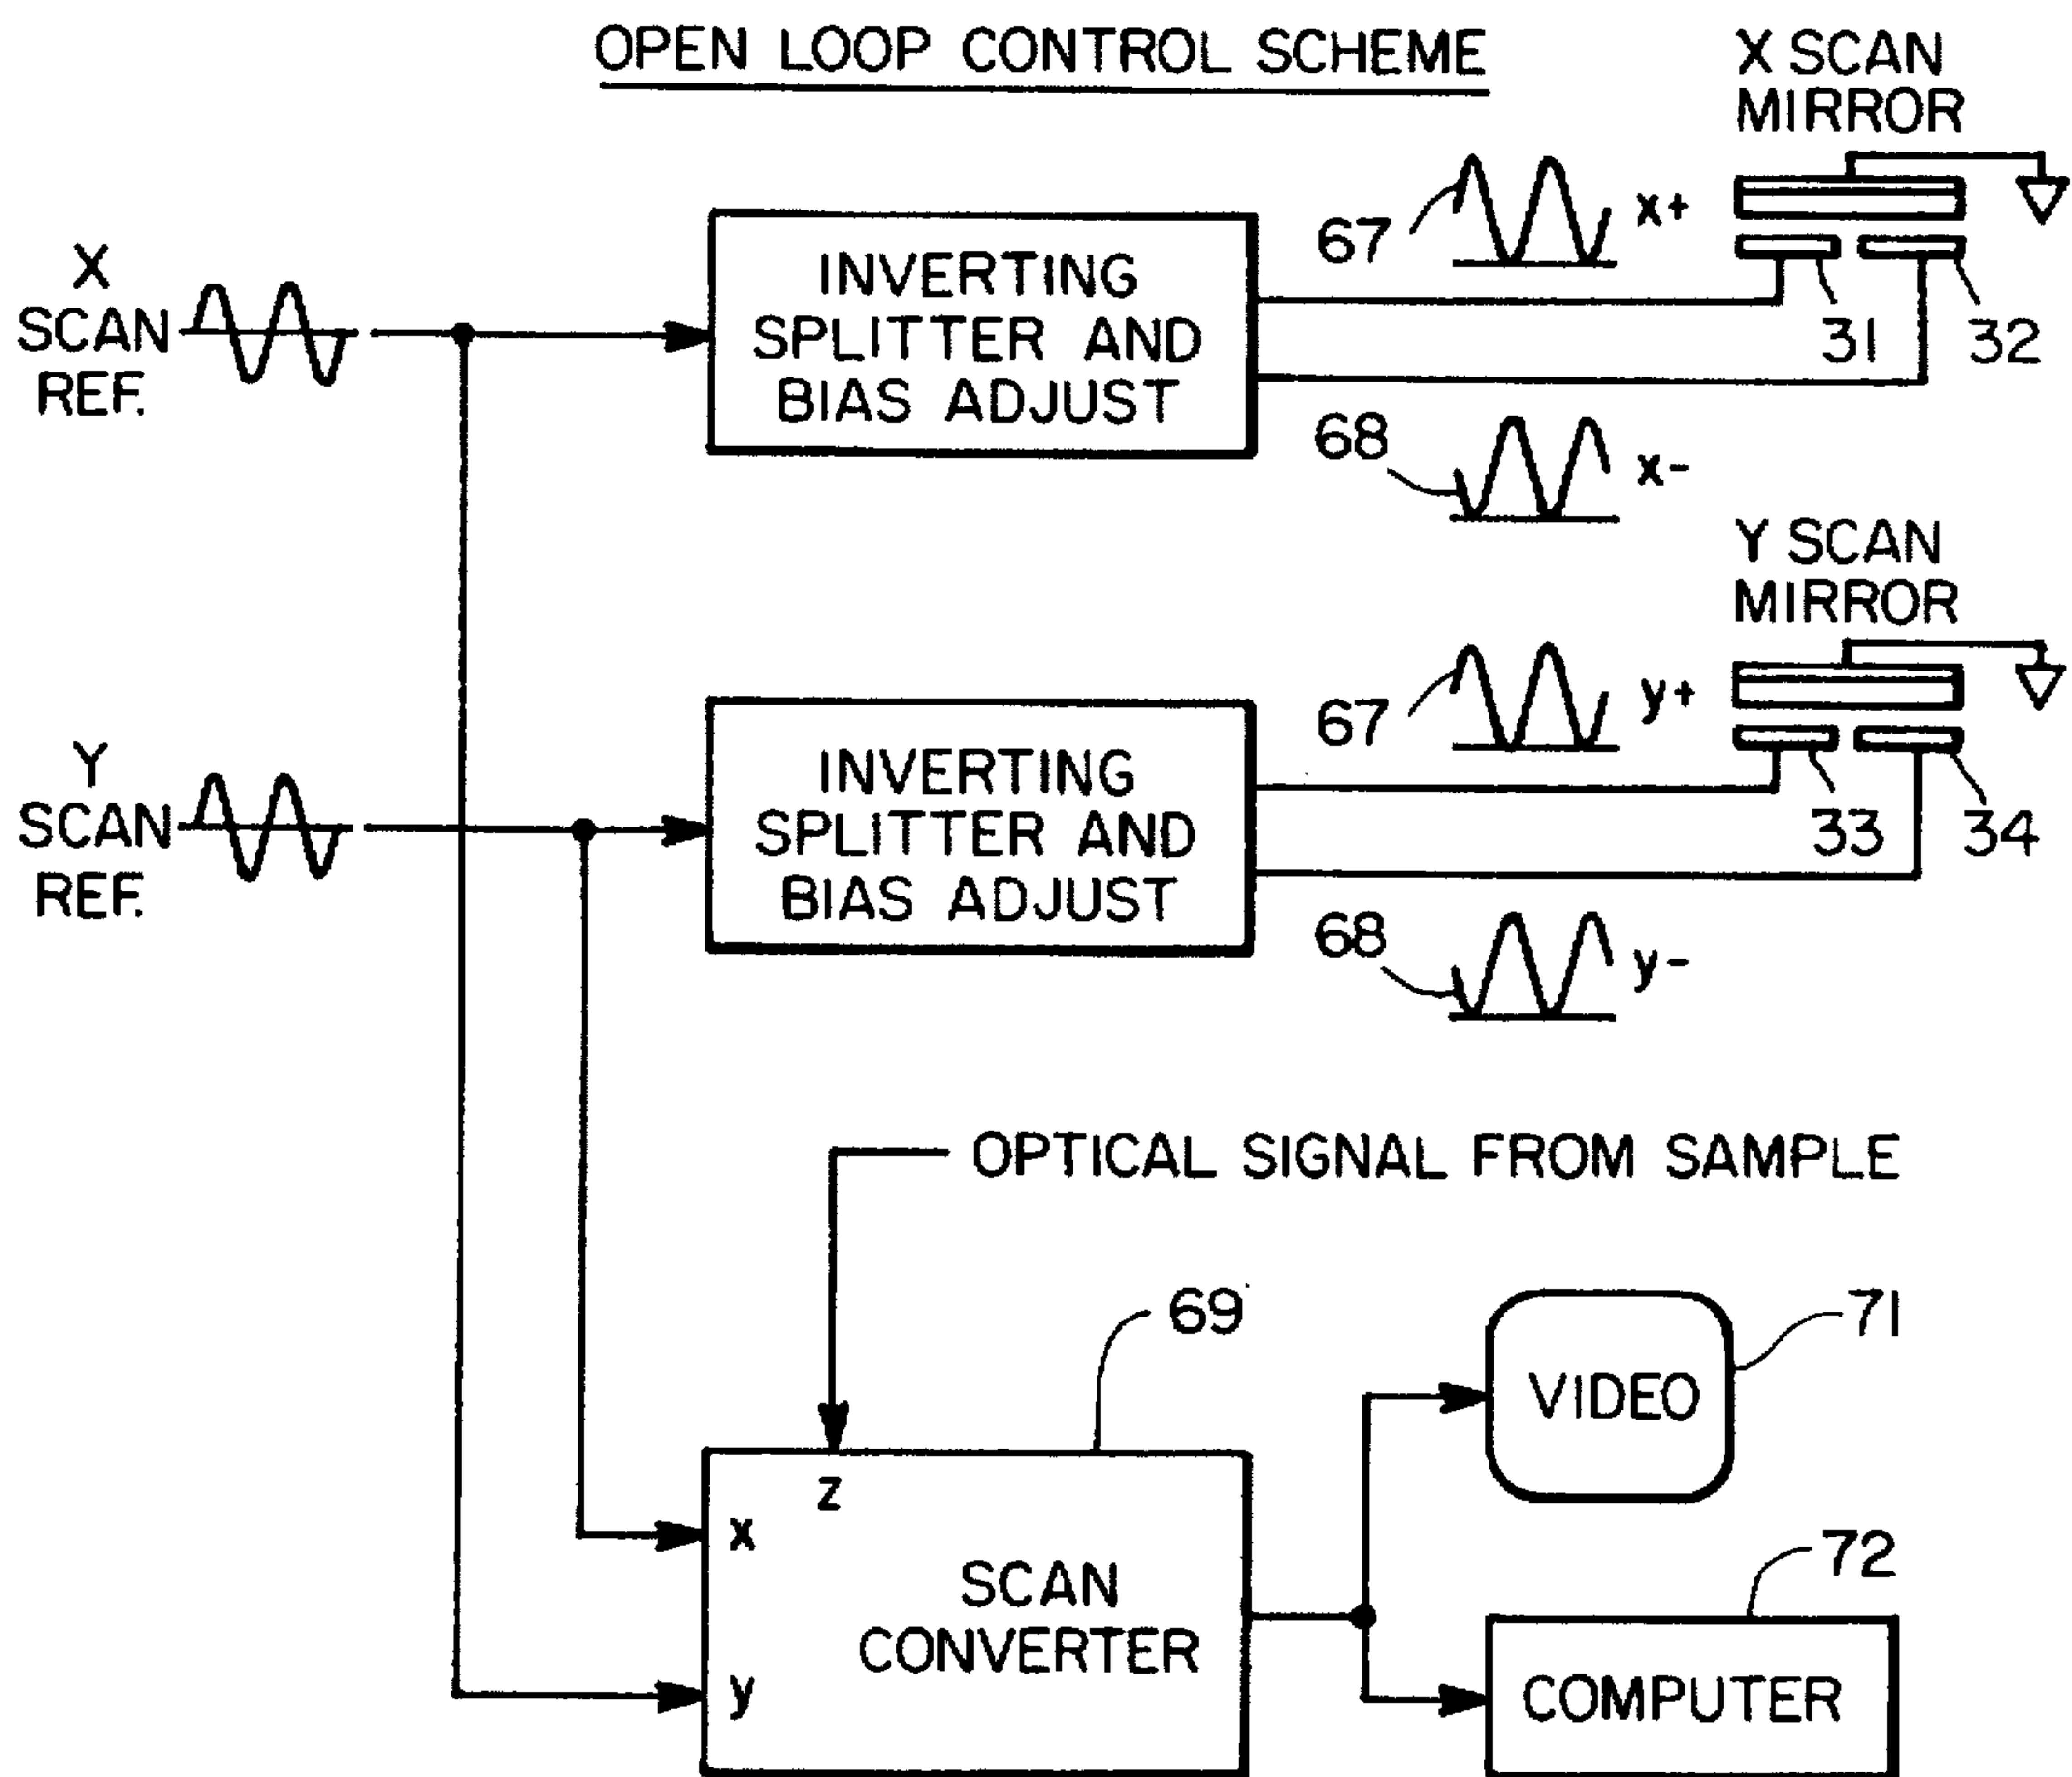 OPEN LOOP CONTROL SCHEME
X SCAN
MIRROR
X
SCAN
REF.
INVERTING
SPLITTER AND
BIAS ADJUST
67
x+
31
32
68
x-
Y SCAN
MIRROR
Y
SCAN
REF.
INVERTING
SPLITTER AND
BIAS ADJUST
67
y+
33
34
68
y-
OPTICAL SIGNAL FROM SAMPLE
69
71
VIDEO
z
x
SCAN
CONVERTER
y
72
COMPUTER